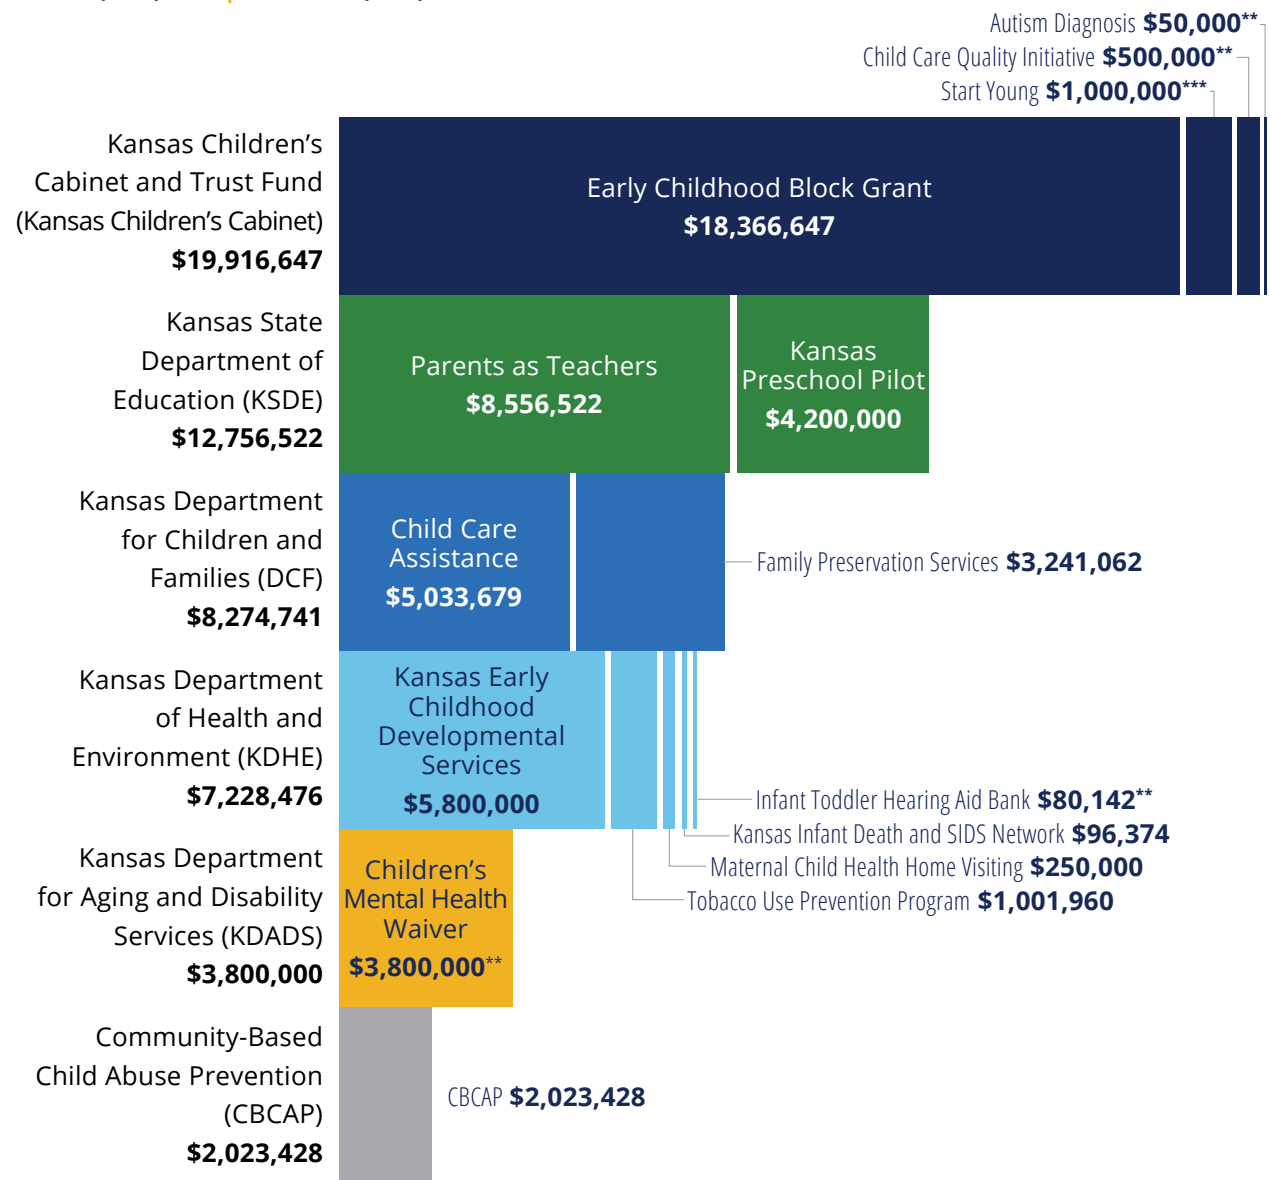 Autism Diagnosis $50,000**
Child Care Quality Initiative $500,000**
Start Young $1,000,000***
Kansas Children’s
Cabinet and Trust Fund
(Kansas Children’s Cabinet)
$19,916,647
Early Childhood Block Grant
$18,366,647
Kansas State
Department of
Education (KSDE)
$12,756,522
Parents as Teachers
$8,556,522
Kansas
Preschool Pilot
$4,200,000
Kansas Department
for Children and
Families (DCF)
$8,274,741
Child Care
Assistance
$5,033,679
Family Preservation Services $3,241,062
Kansas Department
of Health and
Environment (KDHE)
$7,228,476
Kansas Early
Childhood
Developmental
Services
$5,800,000
Infant Toddler Hearing Aid Bank $80,142**
Kansas Infant Death and SIDS Network $96,374
Maternal Child Health Home Visiting $250,000
Tobacco Use Prevention Program $1,001,960
Kansas Department
for Aging and Disability
Services (KDADS)
$3,800,000
Children’s
Mental Health
Waiver
$3,800,000**
Community-Based
Child Abuse Prevention
(CBCAP)
$2,023,428
CBCAP $2,023,428